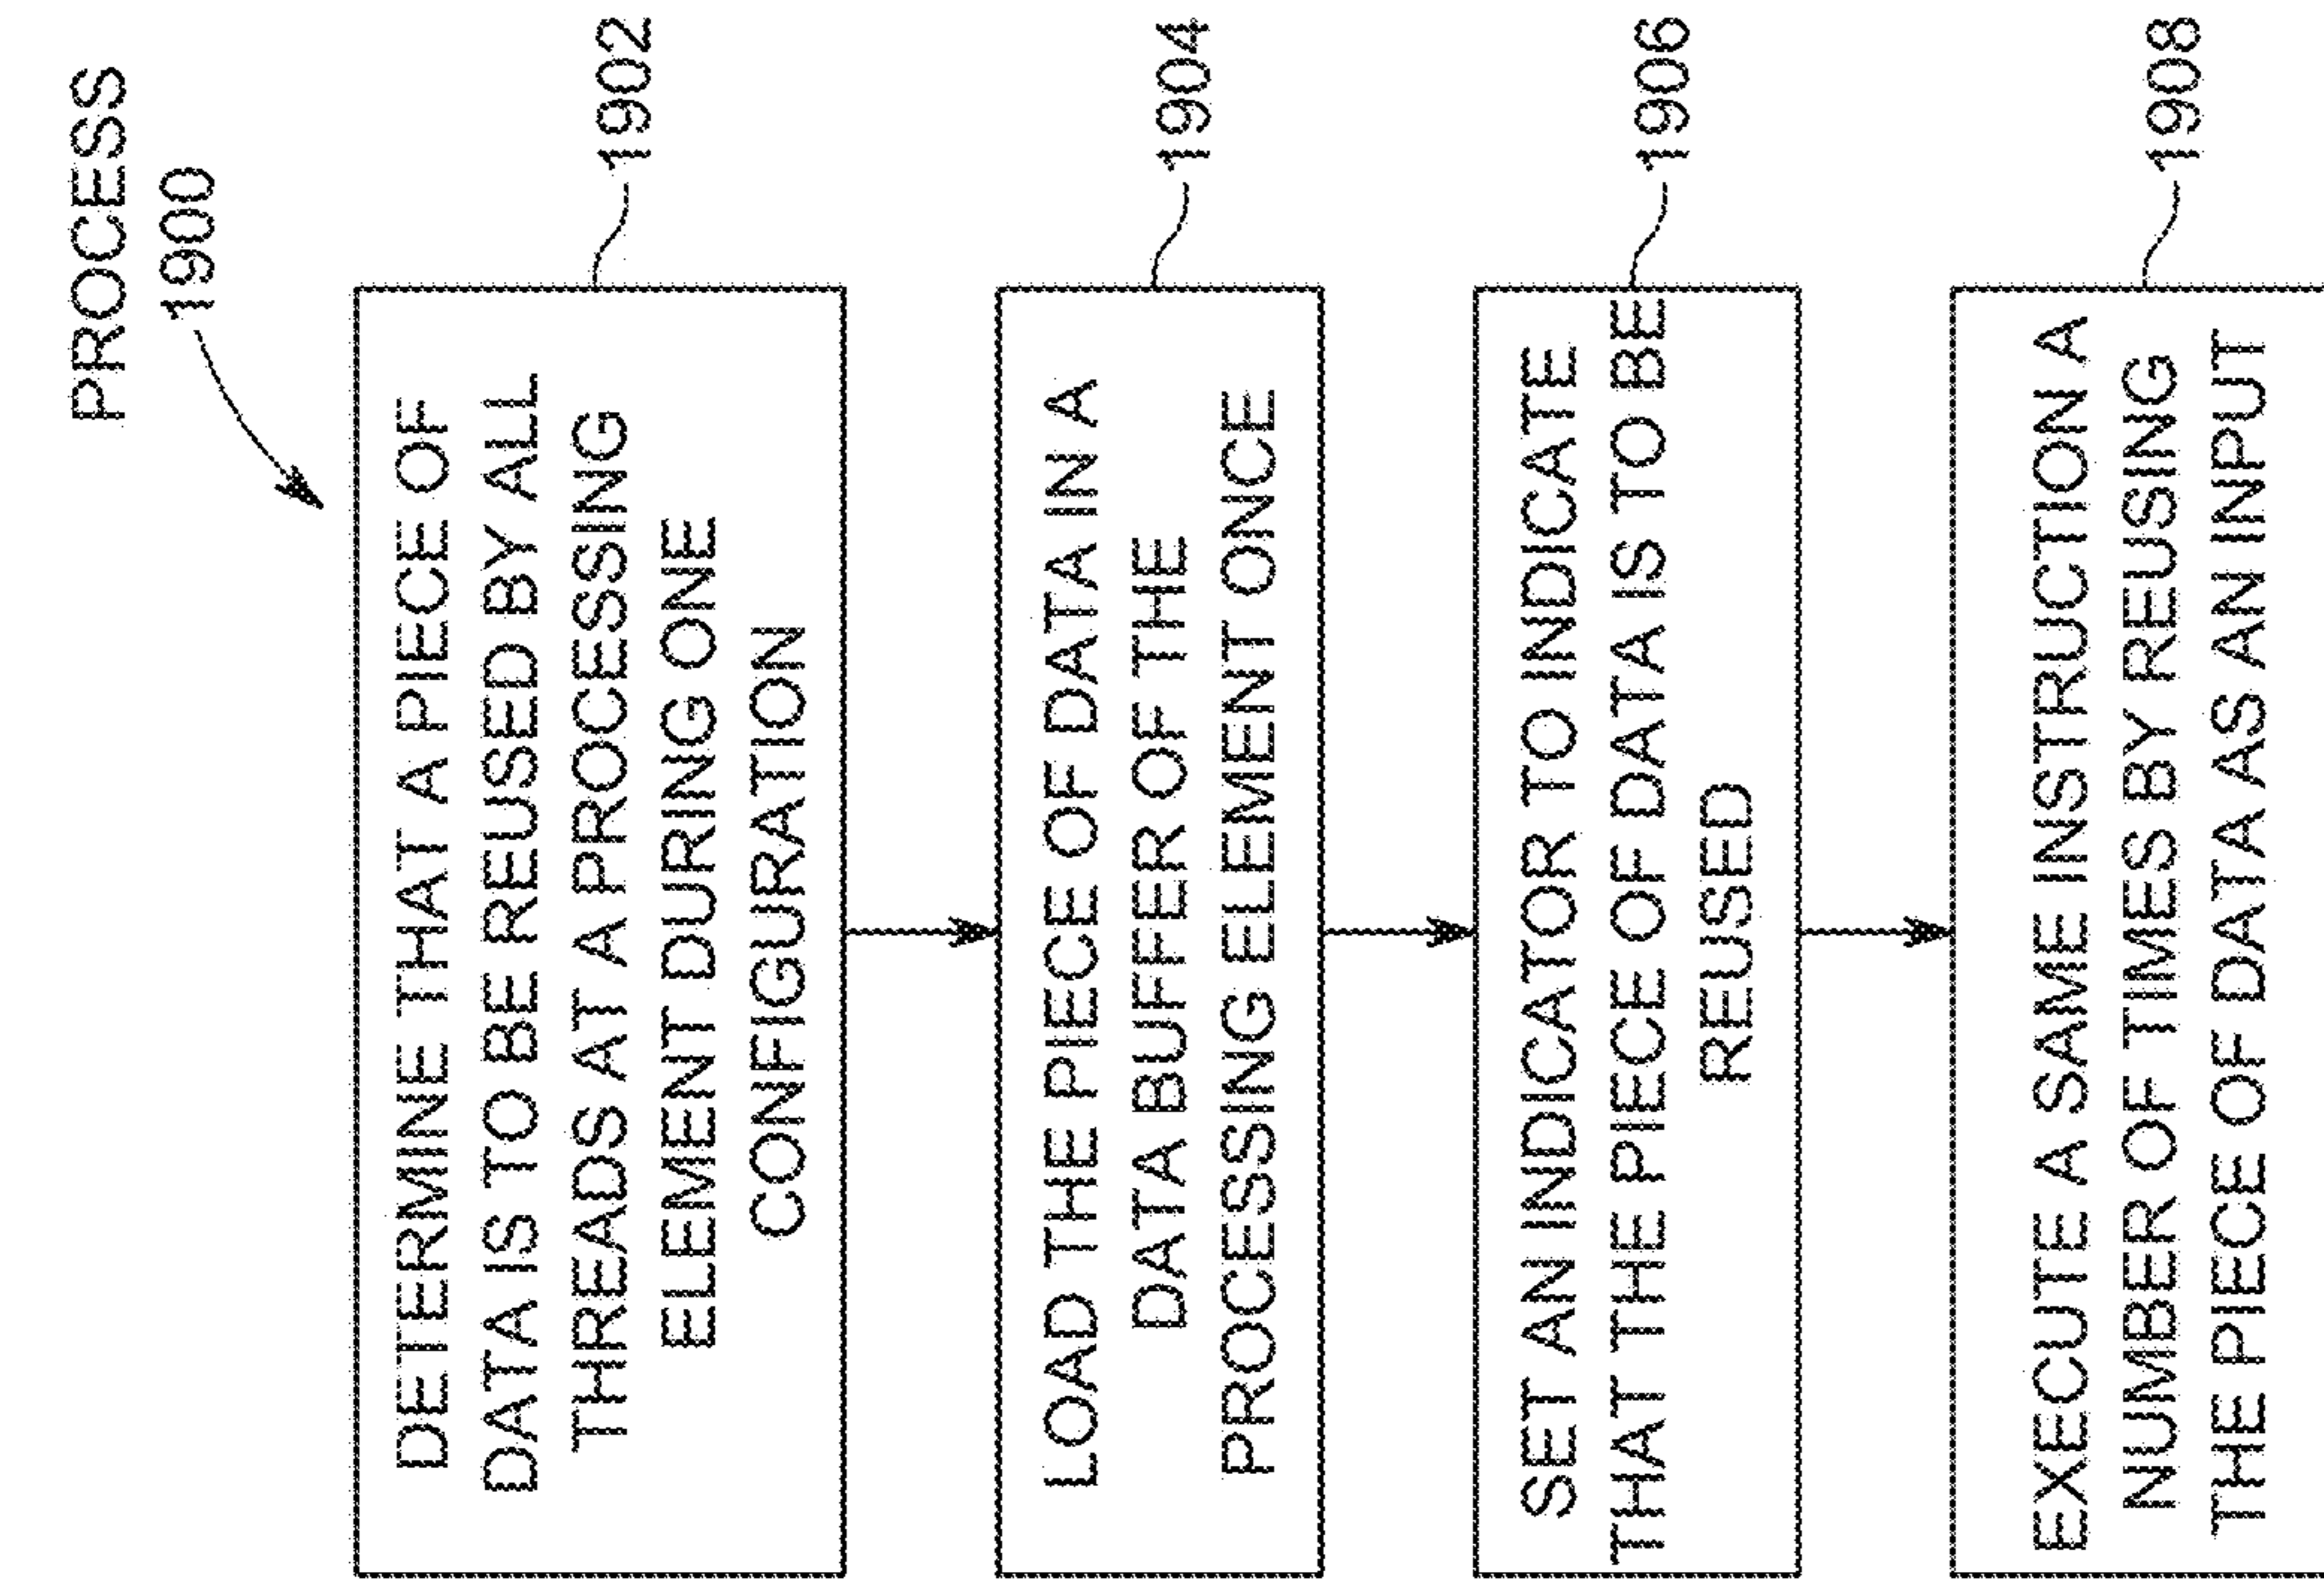 PROCESS
1900
DETERMINE THAT A PIECE OF
DATA IS TO BE REUSED BY ALL
THREADS AT A PROCESSING
ELEMENT DURING ONE
CONFIGURATION
1902
LOAD THE PIECE OF DATA IN A
DATA BUFFER OF THE
PROCESSING ELEMENT ONCE
1904
SET AN INDICATOR TO INDICATE
THAT THE PIECE OF DATA IS TO BE
REUSED
1906
EXECUTE A SAME INSTRUCTION A
NUMBER OF TIMES BY REUSING
THE PIECE OF DATA AS AN INPUT
1908